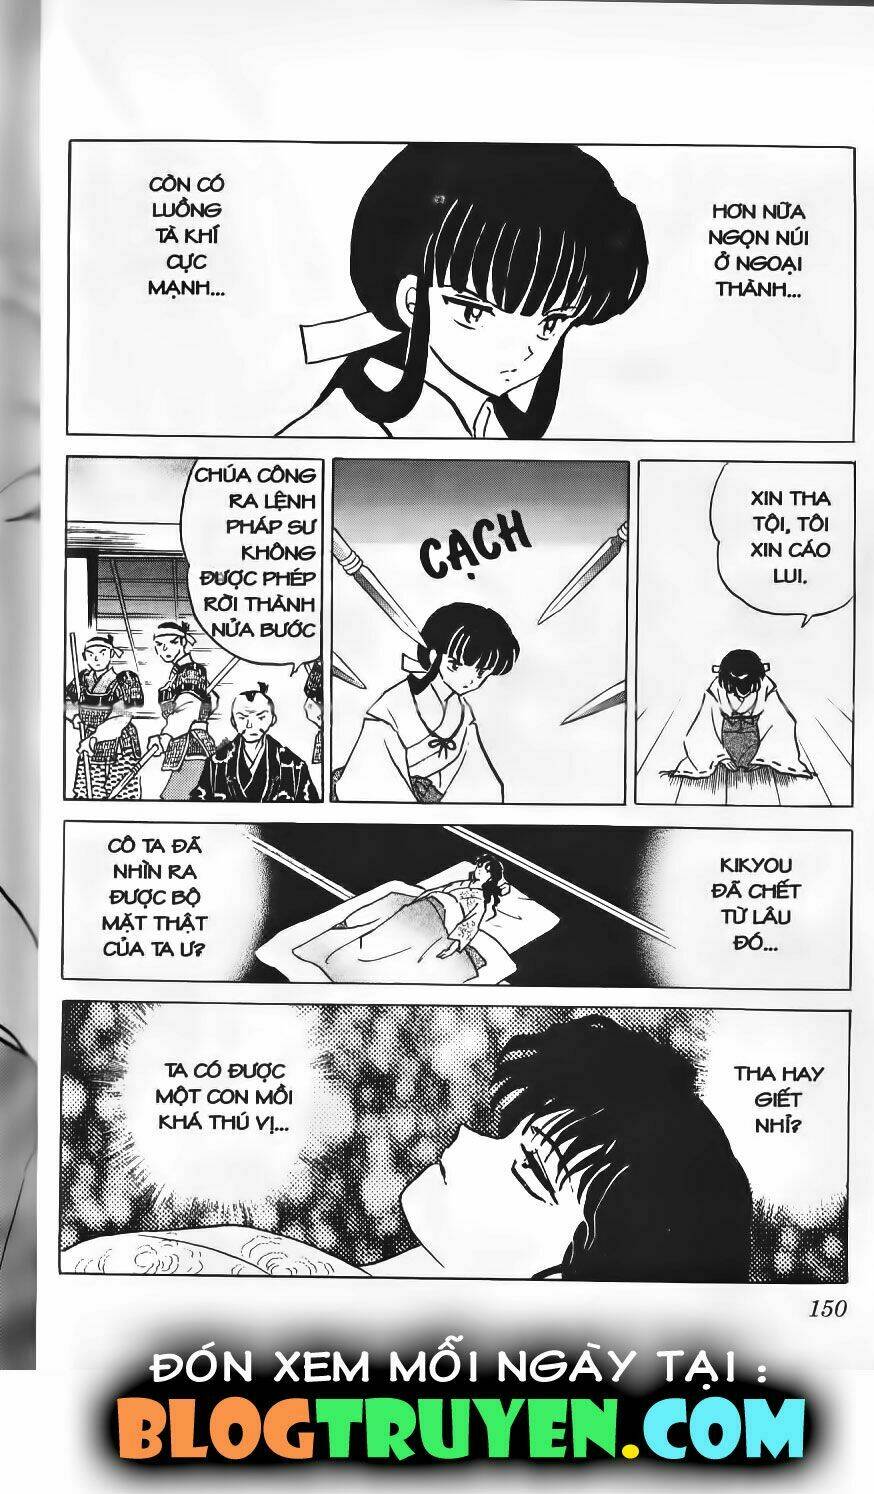 HƠN NỮA
NGỌN NÚI
Ở NGOẠI
THÀNH...
CÒN CÓ
LUỒNG
TÀ KHÍ
CỰC
MẠNH...
XIN THA
TỘI, TÔI
XIN CÁO
LUI.
CẠCH
CHÚA CÔNG
RA LỆNH
PHÁP SƯ
KHÔNG
ĐƯỢC PHÉP
RỜI THÀNH
NỬA BƯỚC
KIKYOU
ĐÃ CHẾT
TỪ LÂU
ĐÓ...
CÔ TA ĐÃ
NHÌN RA
ĐƯỢC BỘ
MẶT THẬT
CỦA TA Ư?
THA HAY
GIẾT
NHỈ?
TA CÓ ĐƯỢC
MỘT CON MỒI
KHÁ THÚ VỊ...
150
ĐÓN XEM MỖI NGÀY TẠI :
BLOGTRUYEN.COM